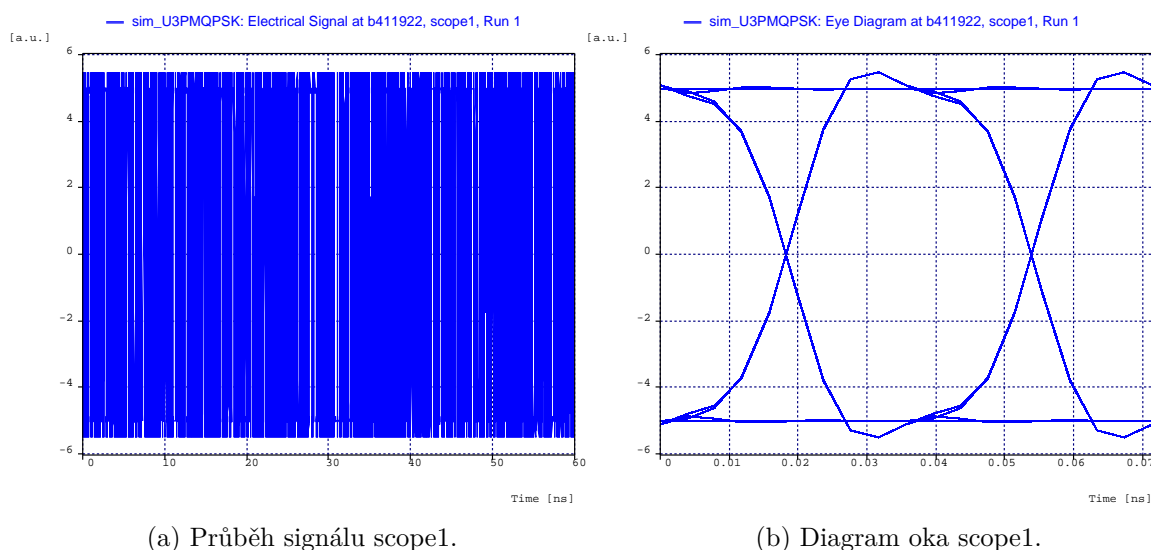 sim_U3PMQPSK: Electrical Signal at b411922, scope1, Run 1
[a.u.]
6
4
2
0
-2
-4
-6
0 10 20 30 40 50 60
Time [ns]
(a) Průběh signálu scope1.
sim_U3PMQPSK: Eye Diagram at b411922, scope1, Run 1
[a.u.]
6
4
2
0
-2
-4
-6
0 0.01 0.02 0.03 0.04 0.05 0.06 0.07
Time [ns]
(b) Diagram oka scope1.